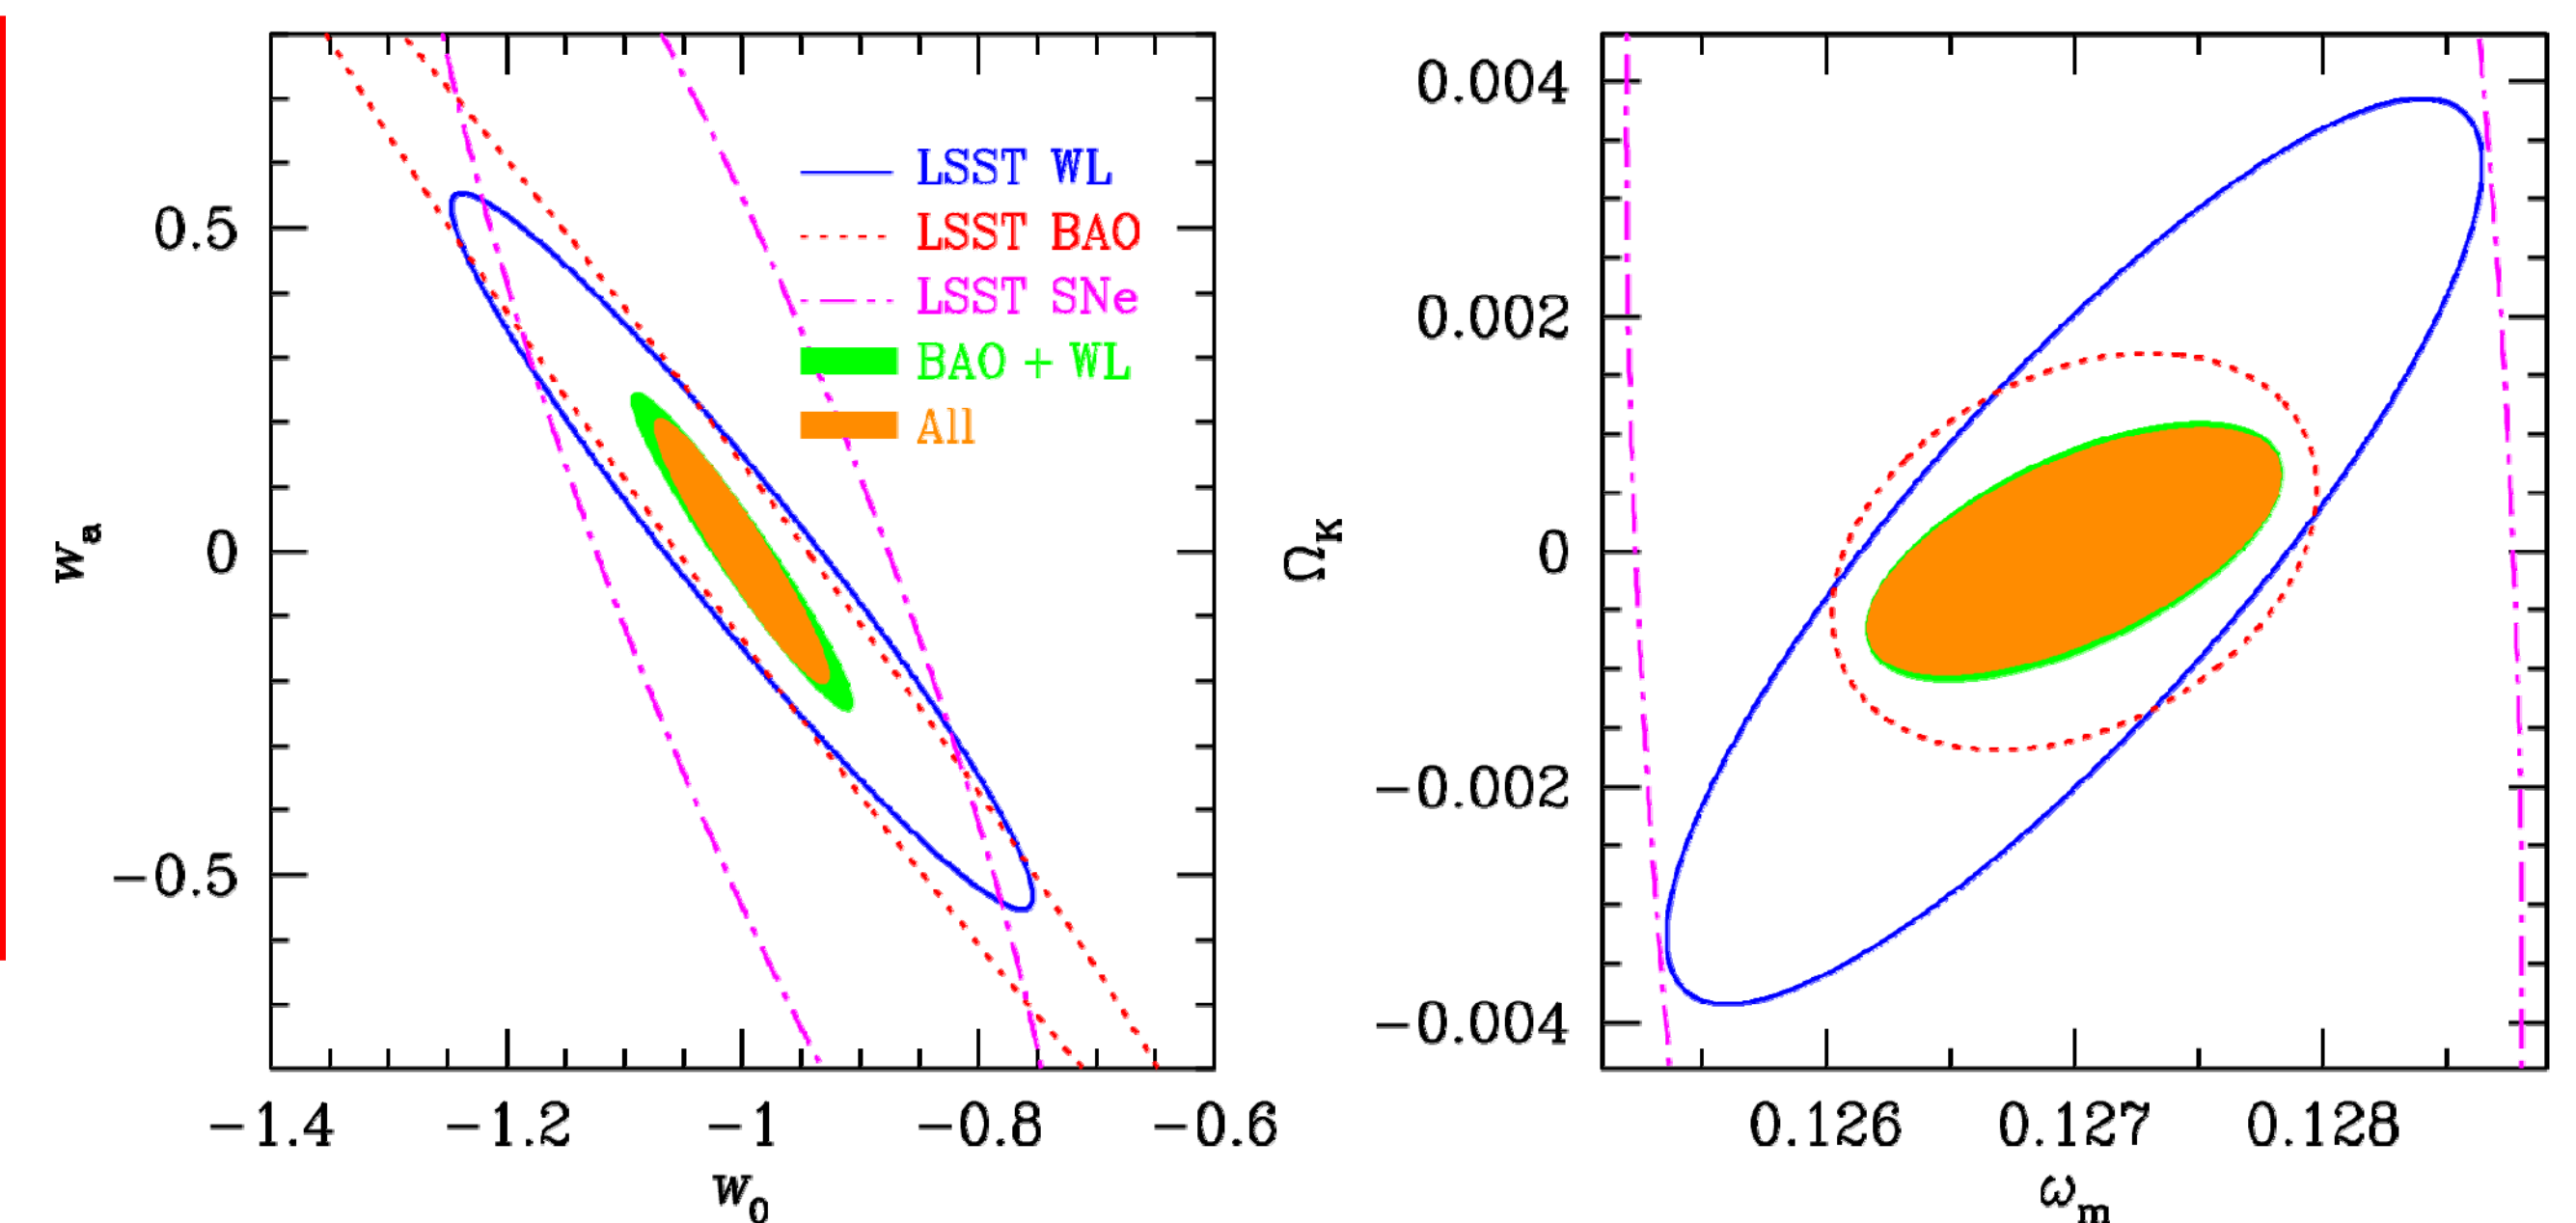 LSST WL
LSST BAO
LSST SNe
BAO + WL
All
0.5
0
−0.5
wₐ
−1.4 −1.2 −1 −0.8 −0.6
w₀
0.004
0.002
0
−0.002
−0.004
Ω_K
0.126 0.127 0.128
ω_m